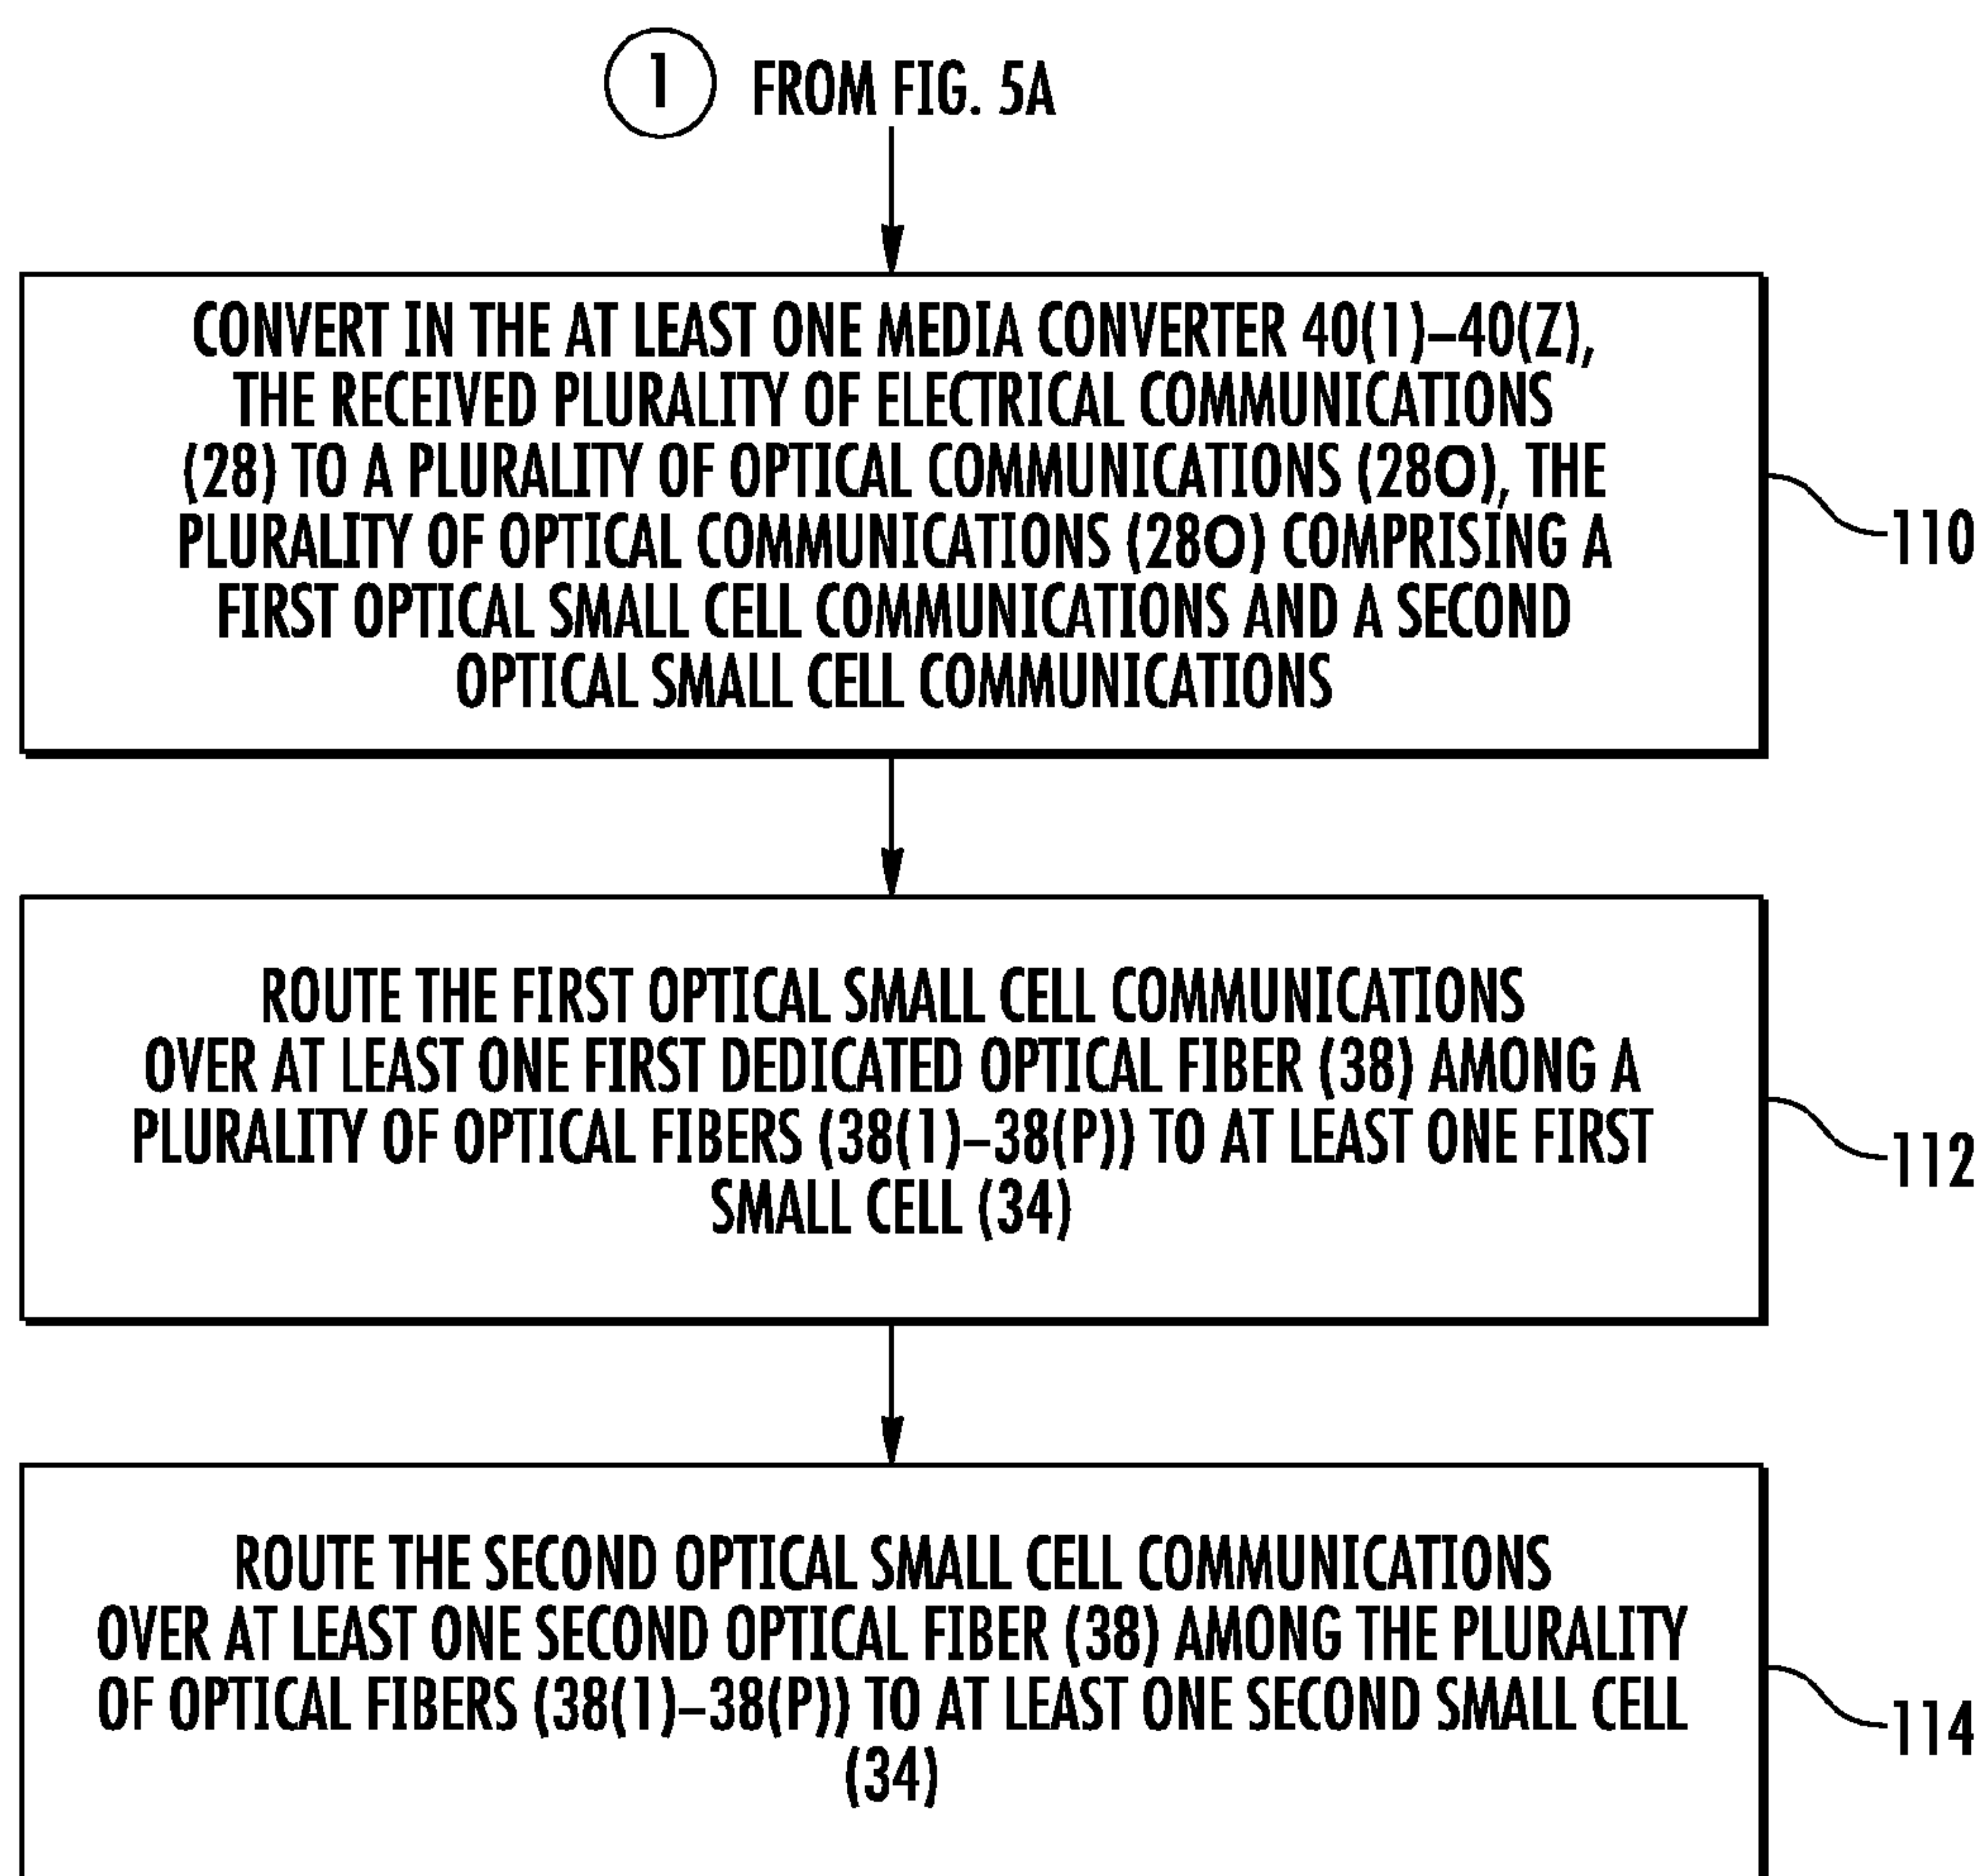 1 FROM FIG. 5A
CONVERT IN THE AT LEAST ONE MEDIA CONVERTER 40(1)–40(Z),
THE RECEIVED PLURALITY OF ELECTRICAL COMMUNICATIONS
(28) TO A PLURALITY OF OPTICAL COMMUNICATIONS (28O), THE
PLURALITY OF OPTICAL COMMUNICATIONS (28O) COMPRISING A
FIRST OPTICAL SMALL CELL COMMUNICATIONS AND A SECOND
OPTICAL SMALL CELL COMMUNICATIONS
110
ROUTE THE FIRST OPTICAL SMALL CELL COMMUNICATIONS
OVER AT LEAST ONE FIRST DEDICATED OPTICAL FIBER (38) AMONG A
PLURALITY OF OPTICAL FIBERS (38(1)–38(P)) TO AT LEAST ONE FIRST
SMALL CELL (34)
112
ROUTE THE SECOND OPTICAL SMALL CELL COMMUNICATIONS
OVER AT LEAST ONE SECOND OPTICAL FIBER (38) AMONG THE PLURALITY
OF OPTICAL FIBERS (38(1)–38(P)) TO AT LEAST ONE SECOND SMALL CELL
(34)
114